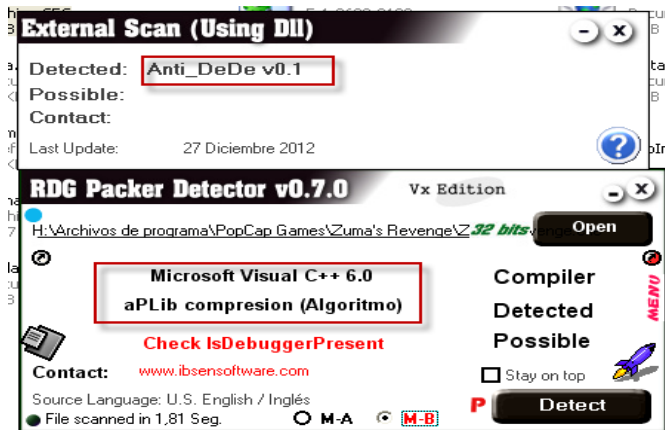 External Scan (Using Dll)
Detected: Anti_DeDe v0.1
Possible:
Contact:
Last Update: 27 Diciembre 2012
RDG Packer Detector v0.7.0 Vx Edition
H:\Archivos de programa\PopCap Games\Zuma's Revenge\Z 32 bits
Open
Microsoft Visual C++ 6.0
Compiler
aPLib compresion (Algoritmo)
Detected
MENU
Check IsDebuggerPresent
Possible
Contact: www.ibsensoftware.com
Stay on top
Source Language: U.S. English / Inglés
P Detect
File scanned in 1,81 Seg. M-A M-B